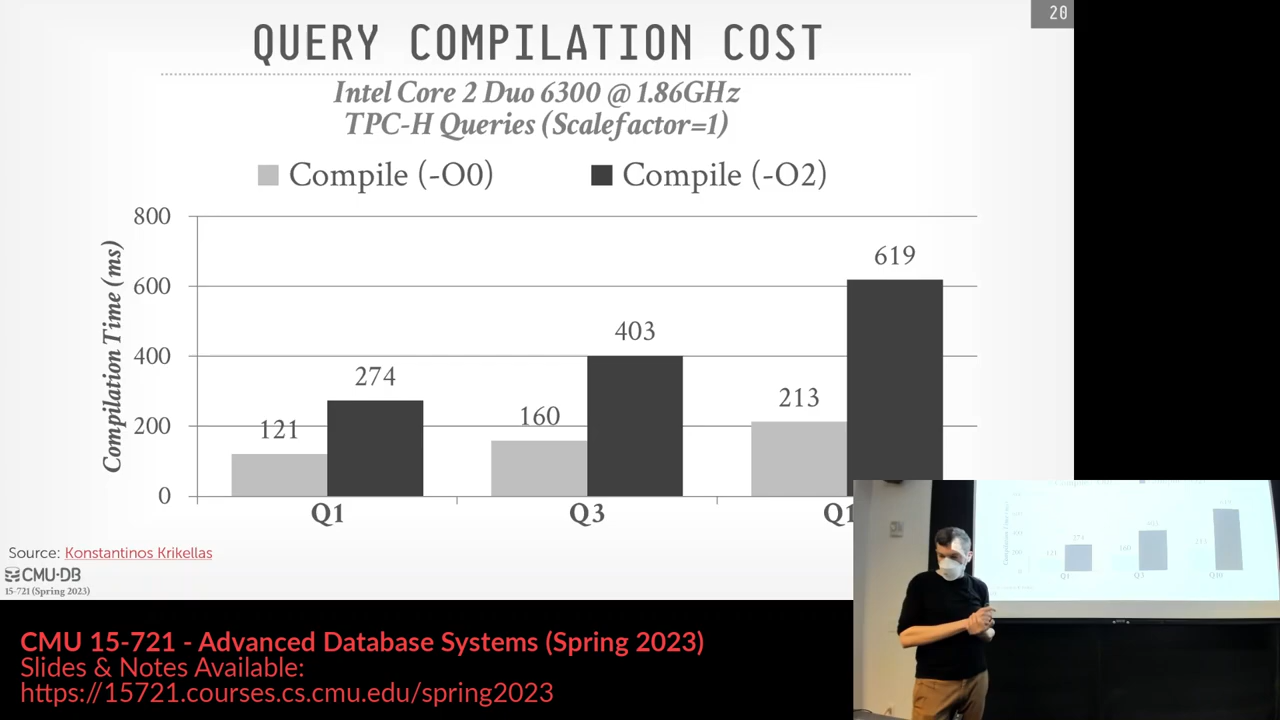 20
QUERY COMPILATION COST
Intel Core 2 Duo 6300 @ 1.86GHz
TPC-H Queries (Scalefactor=1)
Compile (-O0) Compile (-O2)
Compilation Time (ms)
800
600
400
200
0
121
274
160
403
213
619
Q1
Q3
Source: Konstantinos Krikellas
CMU·DB
15-721 (Spring 2023)
CMU 15-721 - Advanced Database Systems (Spring 2023)
Slides & Notes Available:
https://15721.courses.cs.cmu.edu/spring2023